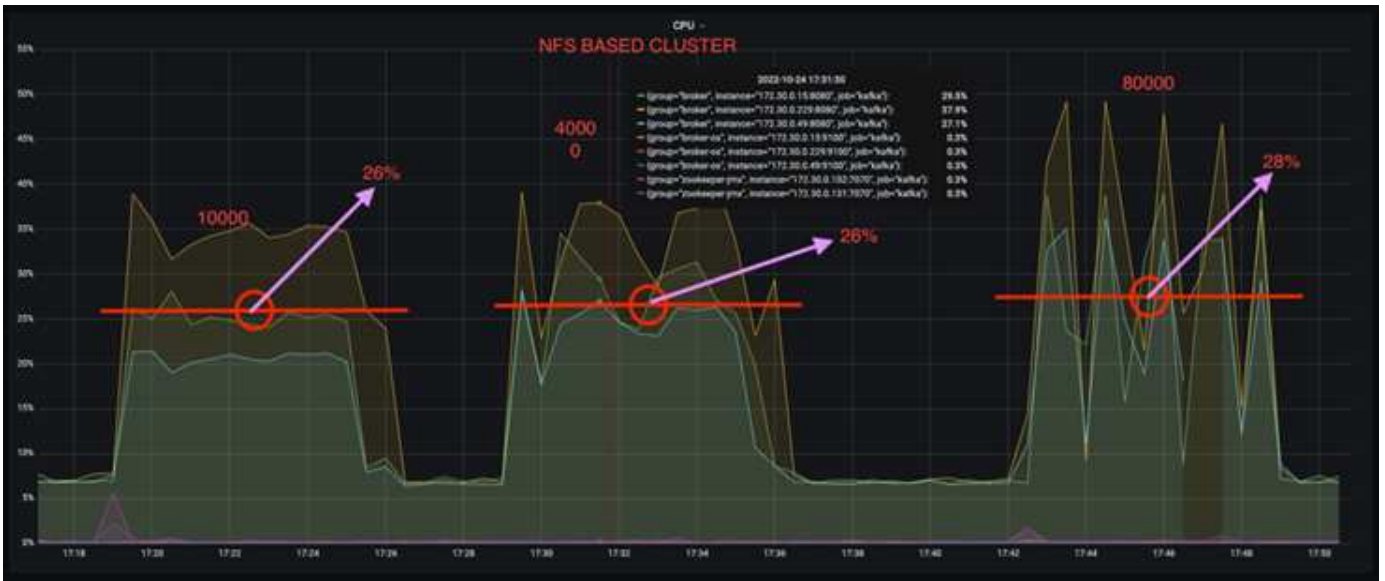 CPU
NFS BASED CLUSTER
55%
50%
45%
40%
35%
30%
25%
20%
15%
10%
5%
0%
2022-10-24 17:31:30
{group="broker", instance="172.30.0.15:8080", job="kafka"}: 29.5%
{group="broker", instance="172.30.0.229:8080", job="kafka"}: 37.9%
{group="broker", instance="172.30.0.49:8080", job="kafka"}: 27.1%
{group="broker-os", instance="172.30.0.15:9100", job="kafka"}: 0.3%
{group="broker-os", instance="172.30.0.229:9100", job="kafka"}: 0.3%
{group="broker-os", instance="172.30.0.49:9100", job="kafka"}: 0.3%
{group="zookeeper-jmx", job="kafka"}: 0.3%
{group="zookeeper-jmx", instance="172.30.0.131:7070", job="kafka"}: 0.3%
10000
26%
4000
0
26%
80000
28%
17:18 17:20 17:22 17:24 17:26 17:28 17:30 17:32 17:34 17:36 17:38 17:40 17:42 17:44 17:46 17:48 17:50